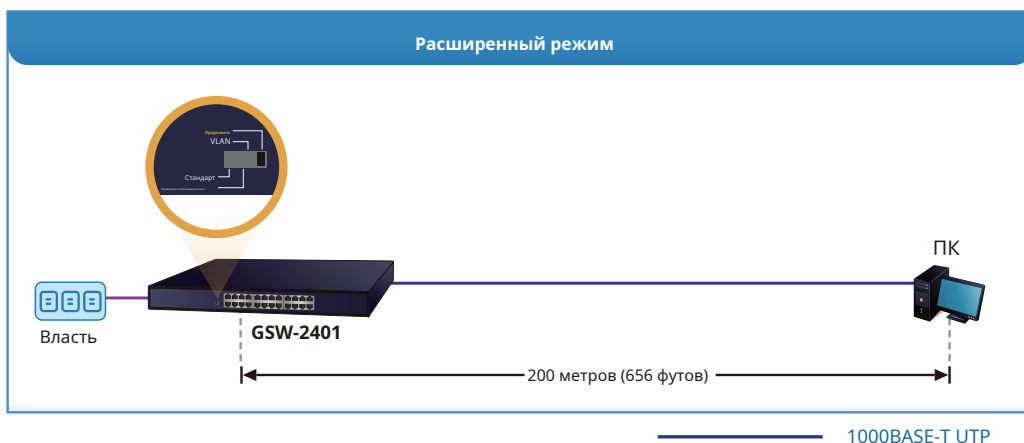 Расширенный режим
Продлевать
VLAN
Стандарт
ПК
Власть
GSW-2401
200 метров (656 футов)
1000BASE-T UTP